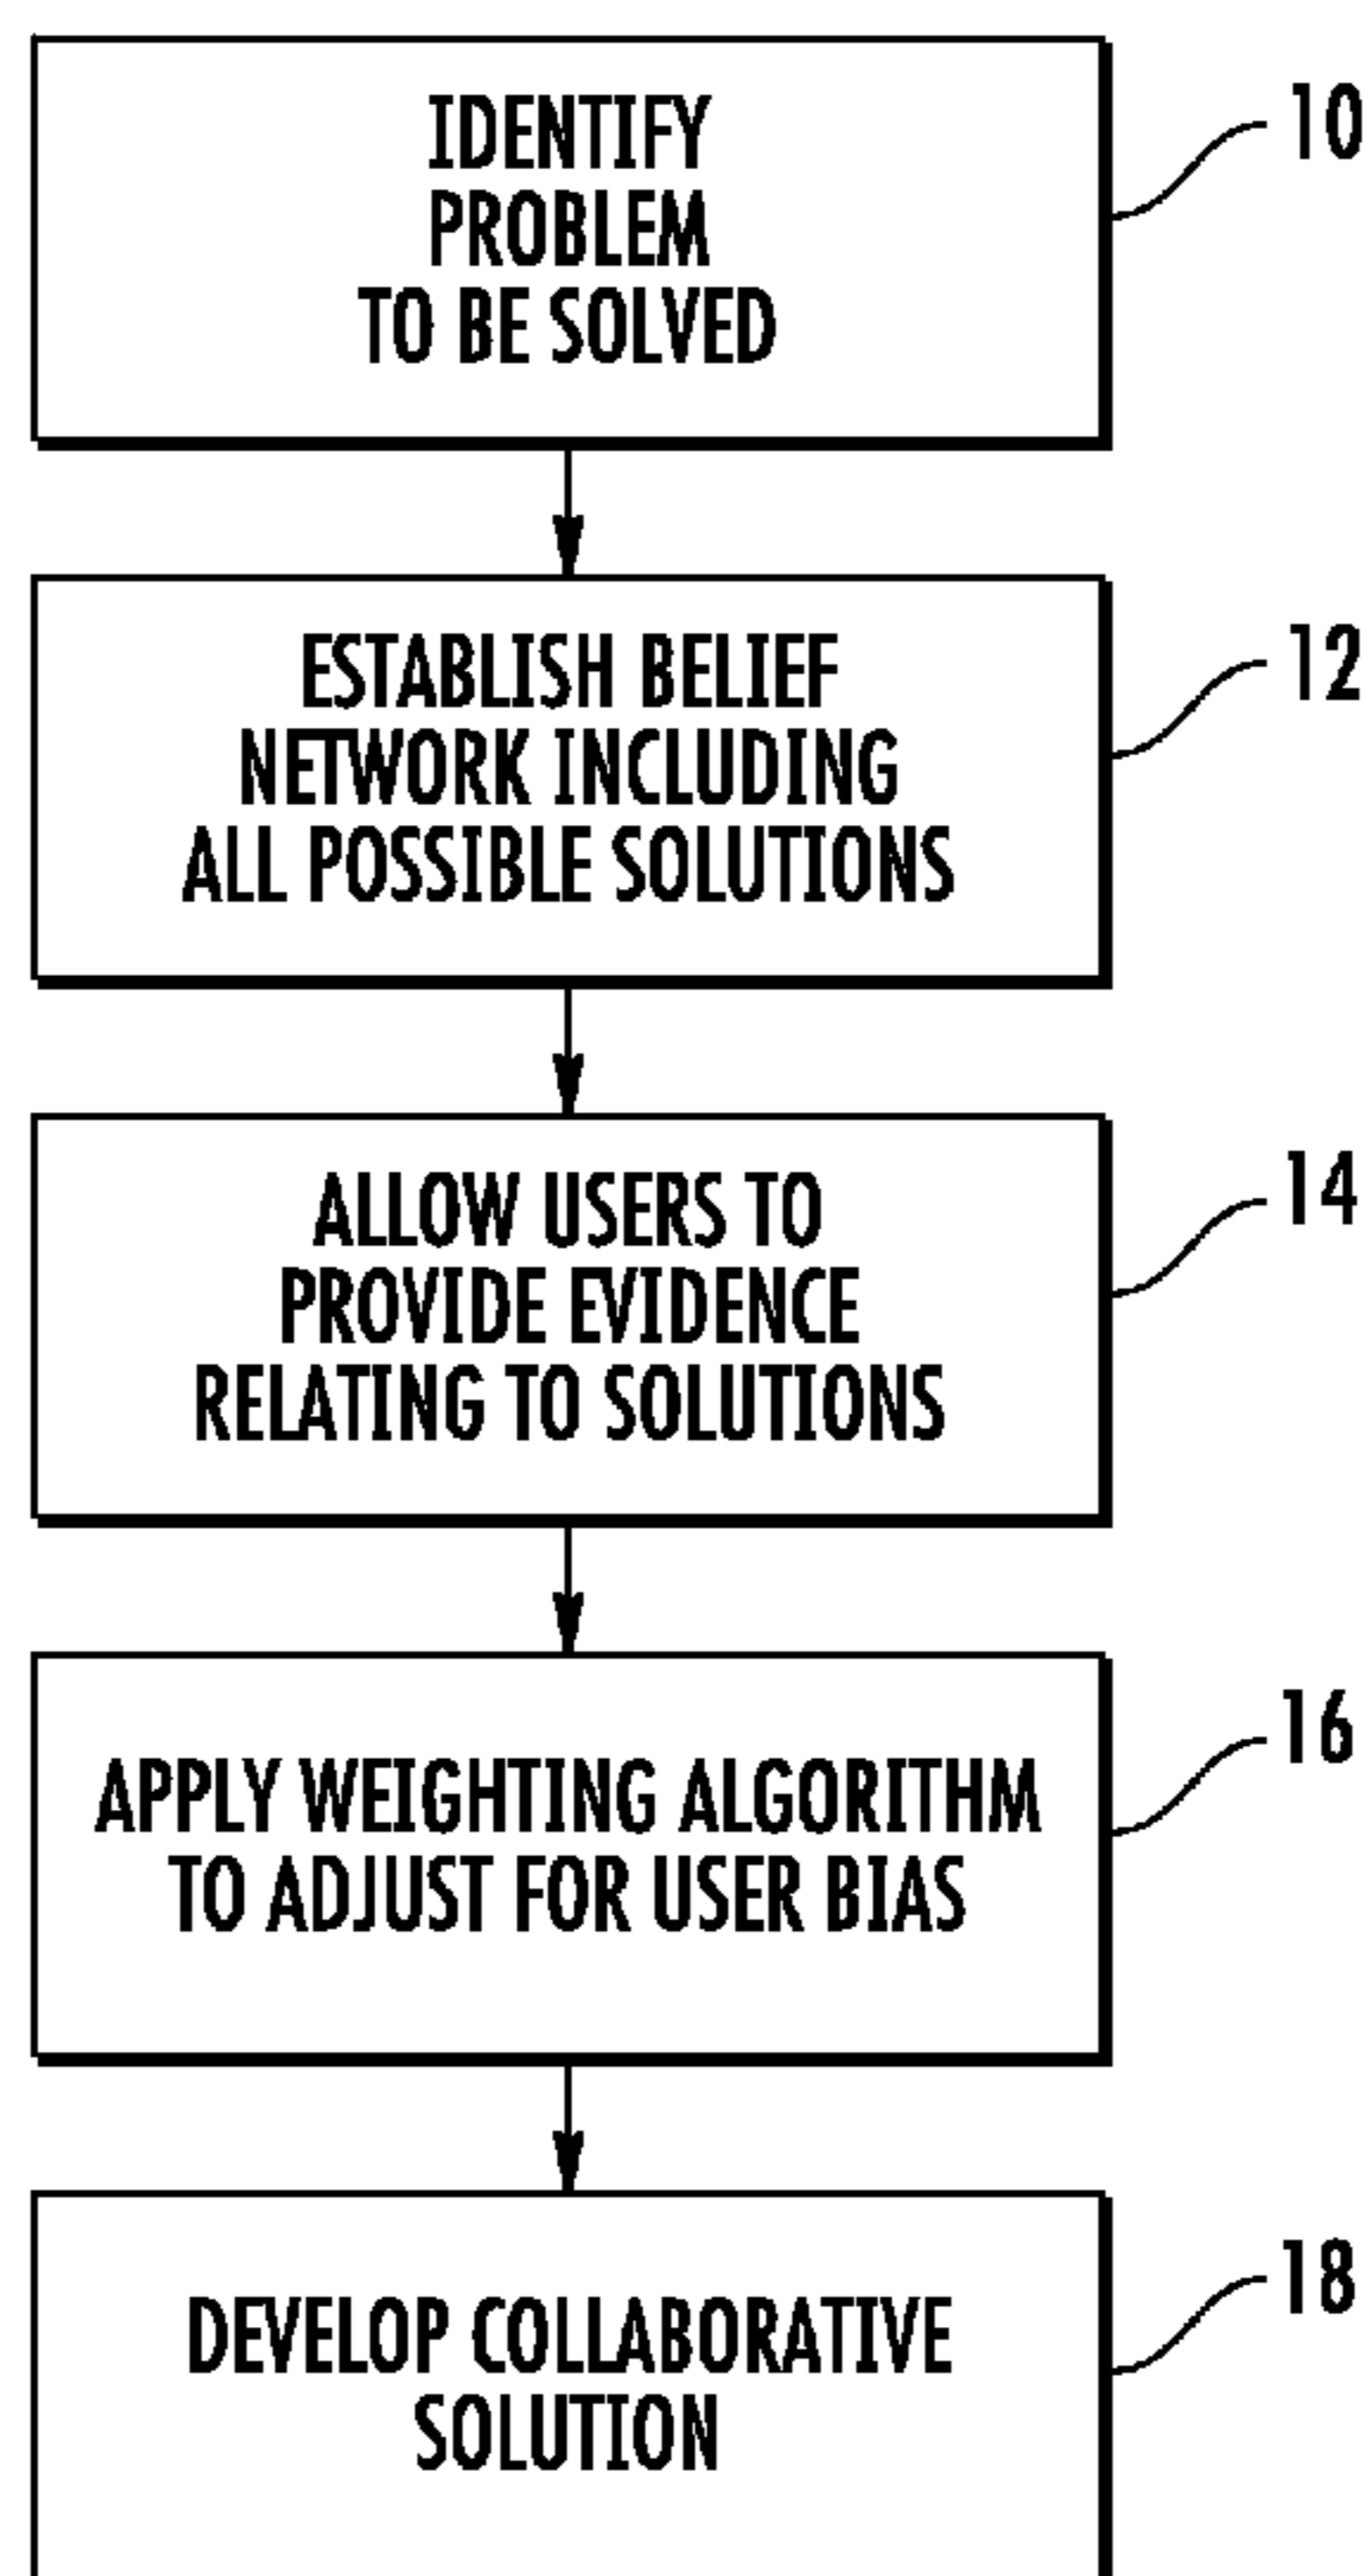 IDENTIFY
PROBLEM
TO BE SOLVED
10
ESTABLISH BELIEF
NETWORK INCLUDING
ALL POSSIBLE SOLUTIONS
12
ALLOW USERS TO
PROVIDE EVIDENCE
RELATING TO SOLUTIONS
14
APPLY WEIGHTING ALGORITHM
TO ADJUST FOR USER BIAS
16
DEVELOP COLLABORATIVE
SOLUTION
18